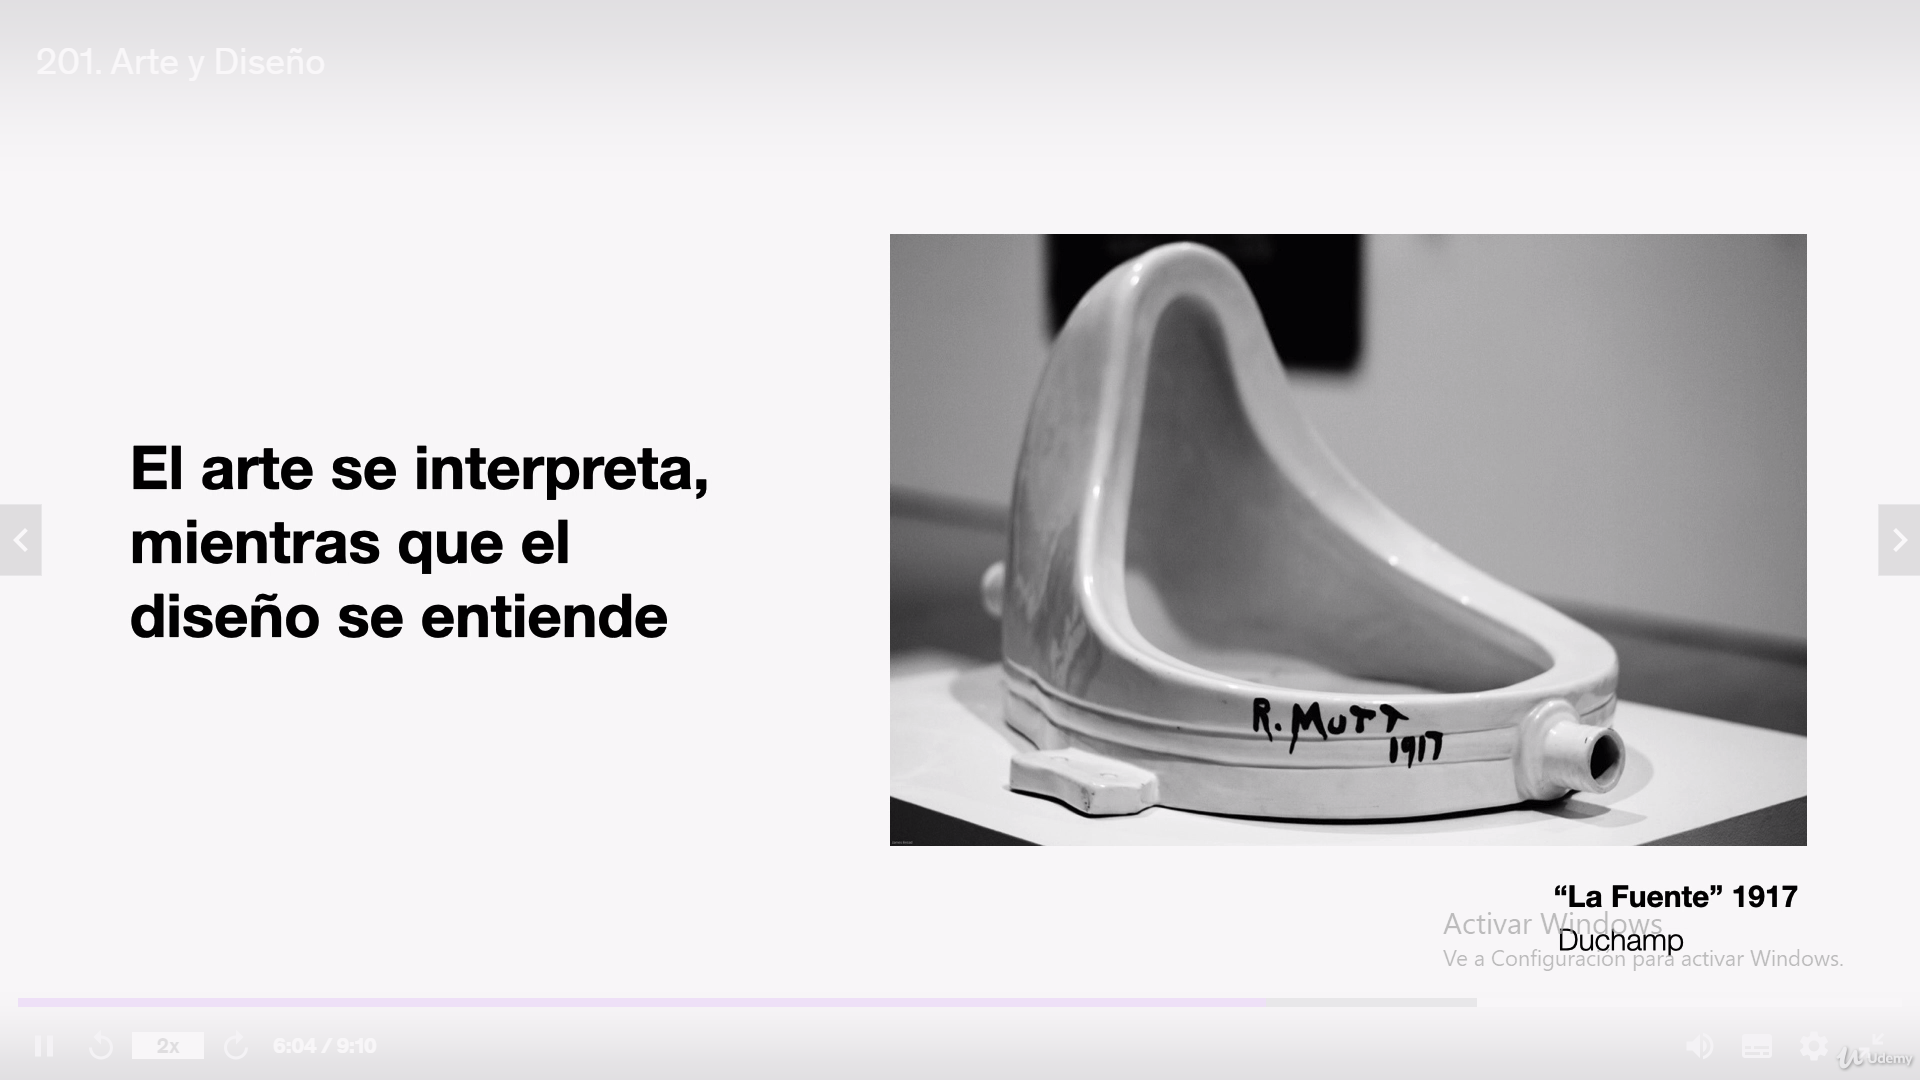 201. Arte y Diseño
El arte se interpreta,
mientras que el
diseño se entiende
R. MUTT
1917
“La Fuente” 1917
Duchamp
Activar Windows
Ve a Configuración para activar Windows.
2x
6:04 / 9:10
Udemy